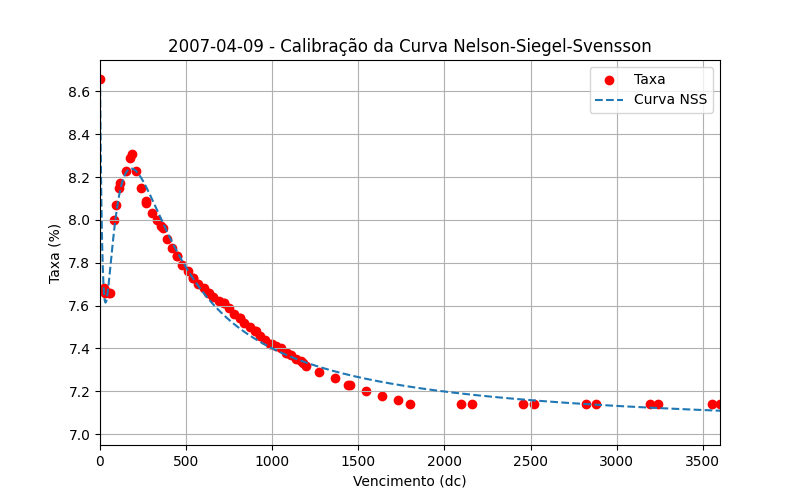 2007-04-09 - Calibração da Curva Nelson-Siegel-Svensson
Taxa
Curva NSS
Taxa (%)
8.6
8.4
8.2
8.0
7.8
7.6
7.4
7.2
7.0
0 500 1000 1500 2000 2500 3000 3500
Vencimento (dc)